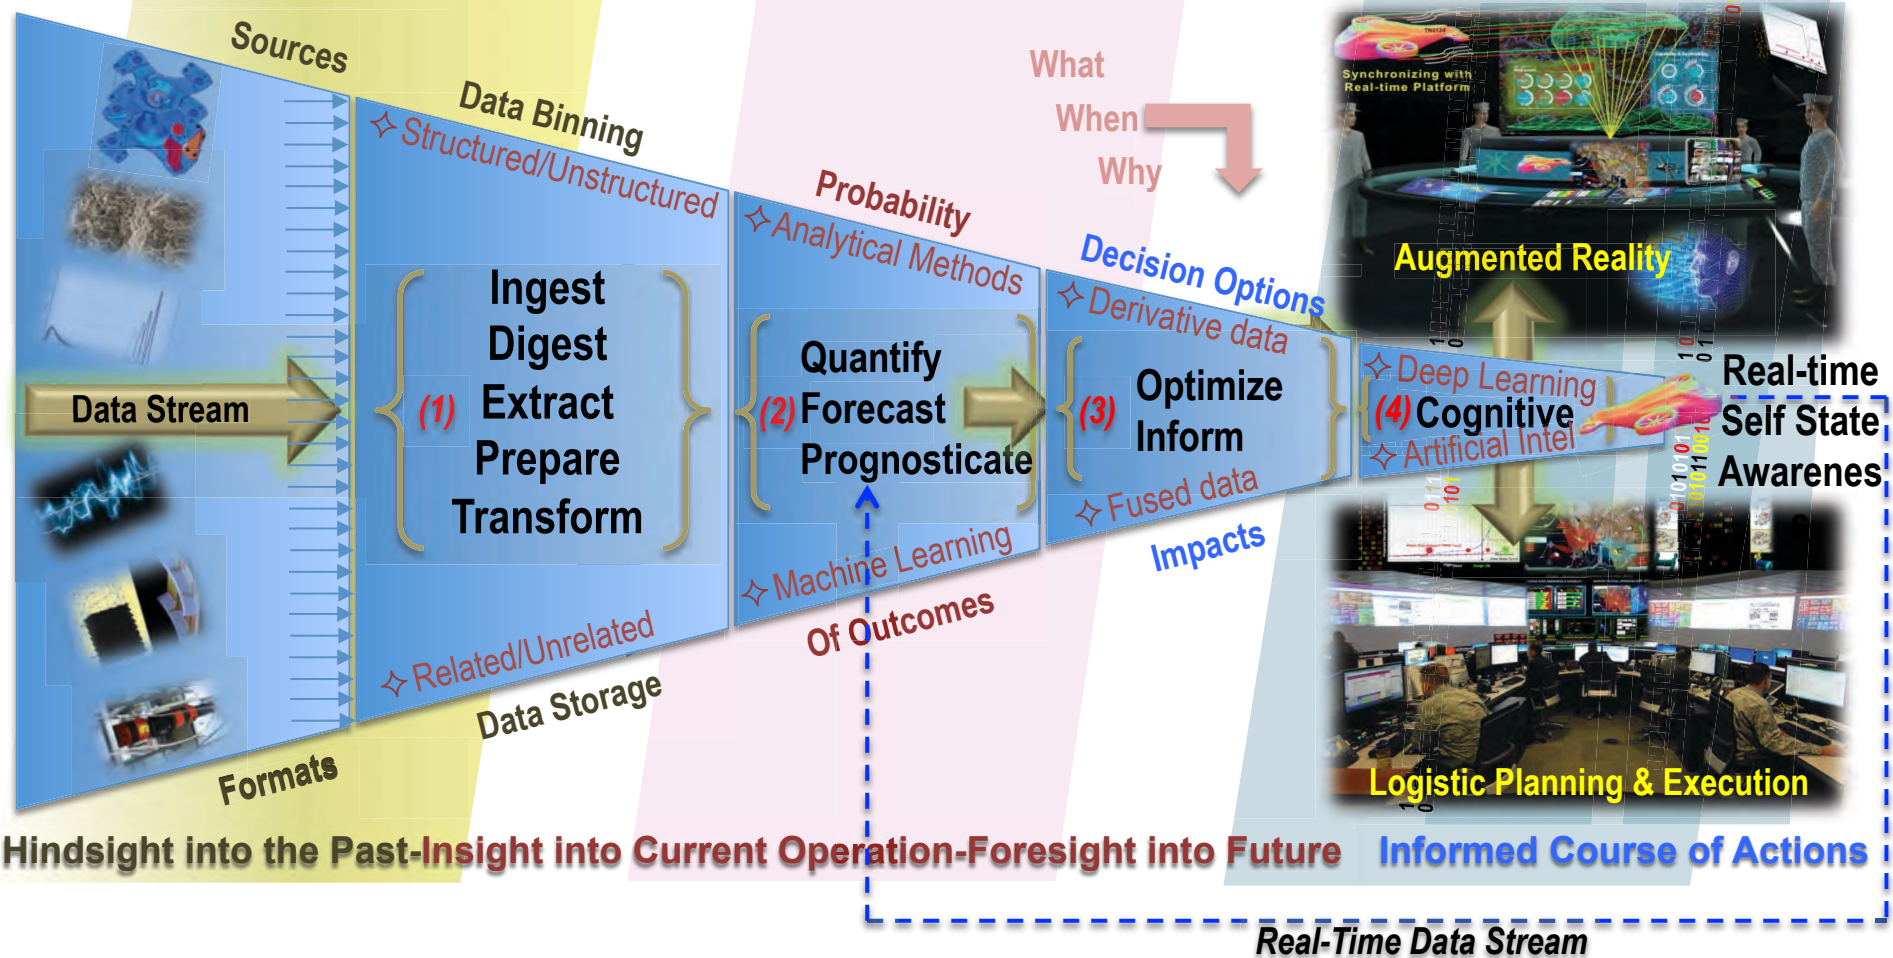 Sources
Data Binning
Structured/Unstructured
Ingest
Digest
(1) Extract
Prepare
Transform
Related/Unrelated
Data Storage
Formats
Data Stream
Probability
Analytical Methods
Quantify
(2) Forecast
Prognosticate
Machine Learning
Of Outcomes
What
When
Why
Decision Options
Derivative data
Optimize
(3)
Inform
Fused data
Impacts
Deep Learning
(4) Cognitive
Artificial Intel
TN2124
Synchronizing with
Real-time Platform
Augmented Reality
Real-time
Self State
Awarenes
Logistic Planning & Execution
Hindsight into the Past-Insight into Current Operation-Foresight into Future
Informed Course of Actions
Real-Time Data Stream